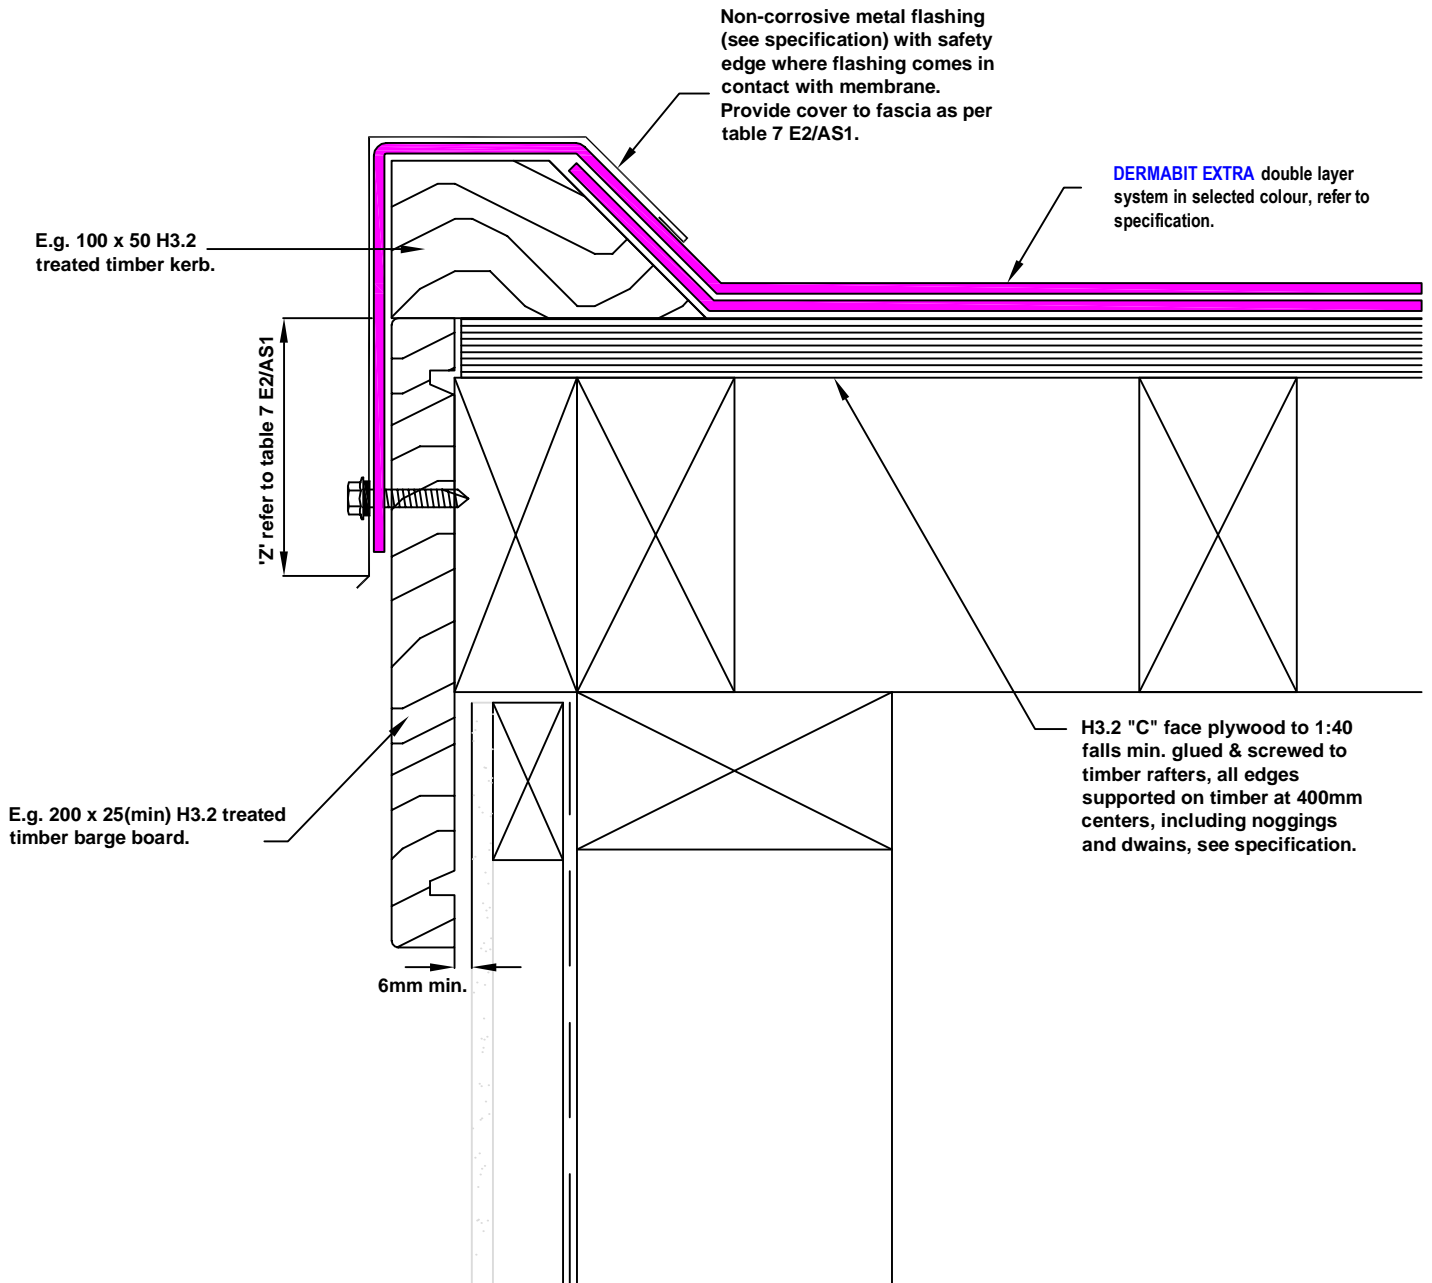 Non-corrosive metal flashing
(see specification) with safety
edge where flashing comes in
contact with membrane.
Provide cover to fascia as per
table 7 E2/AS1.
DERMABIT EXTRA double layer
system in selected colour, refer to
specification.
E.g. 100 x 50 H3.2
treated timber kerb.
'Z' refer to table 7 E2/AS1
H3.2 "C" face plywood to 1:40
falls min. glued & screwed to
timber rafters, all edges
supported on timber at 400mm
centers, including noggings
and dwains, see specification.
E.g. 200 x 25(min) H3.2 treated
timber barge board.
6mm min.